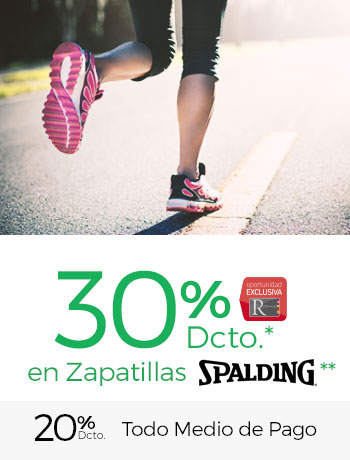 30%
Dcto.*
oportunidad
EXCLUSIVA
R
en Zapatillas SPALDING. **
20% Dcto. Todo Medio de Pago